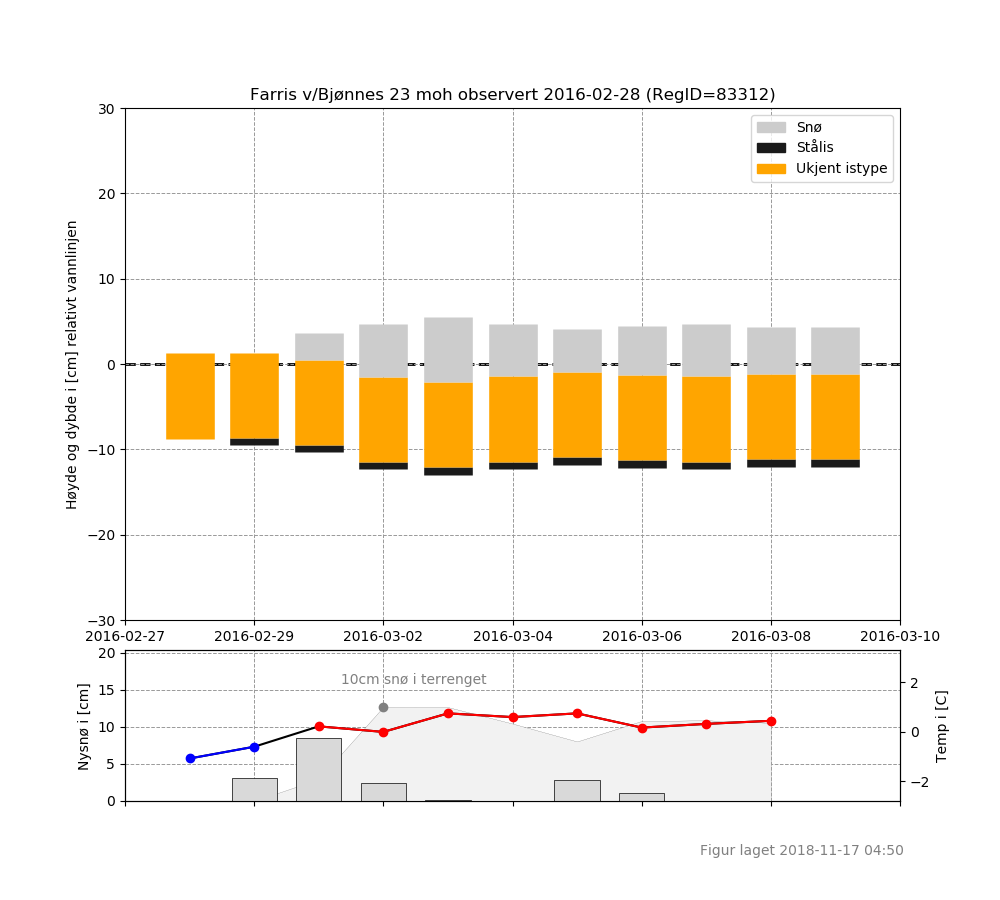 Farris v/Bjønnes 23 moh observert 2016-02-28 (RegID=83312)
Snø
Stålis
Ukjent istype
Høyde og dybde i [cm] relativt vannlinjen
30
20
10
0
−10
−20
−30
2016-02-27 2016-02-29 2016-03-02 2016-03-04 2016-03-06 2016-03-08 2016-03-10
Nysnø i [cm]
20
15
10
5
0
10cm snø i terrenget
2
0
−2
Temp i [C]
Figur laget 2018-11-17 04:50